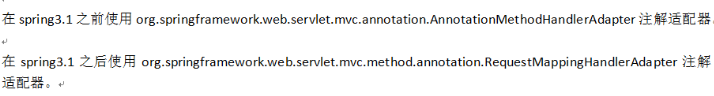 在 spring3.1 之前使用 org.springframework.web.servlet.mvc.annotation.AnnotationMethodHandlerAdapter 注解适配器。
在 spring3.1 之后使用 org.springframework.web.servlet.mvc.method.annotation.RequestMappingHandlerAdapter 注解
适配器。